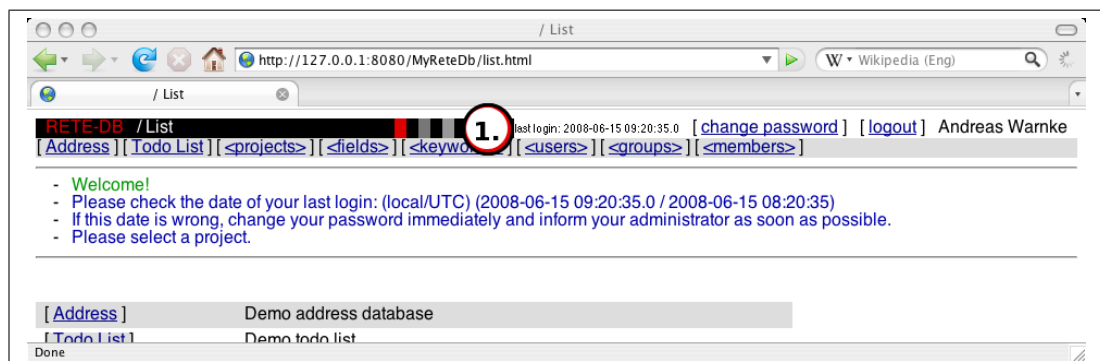 / List
http://127.0.0.1:8080/MyReteDb/list.html
W Wikipedia (Eng)
/ List
RETE-DB / List 1. last login: 2008-06-15 09:20:35.0 [ change password ] [ logout ] Andreas Warnke
[ Address ] [ Todo List ] [ <projects> ] [ <fields> ] [ <keywo ] [ <users> ] [ <groups> ] [ <members> ]
- Welcome!
- Please check the date of your last login: (local/UTC) (2008-06-15 09:20:35.0 / 2008-06-15 08:20:35)
- If this date is wrong, change your password immediately and inform your administrator as soon as possible.
- Please select a project.
[ Address ] Demo address database
[ Todo List ] Demo todo list
Done